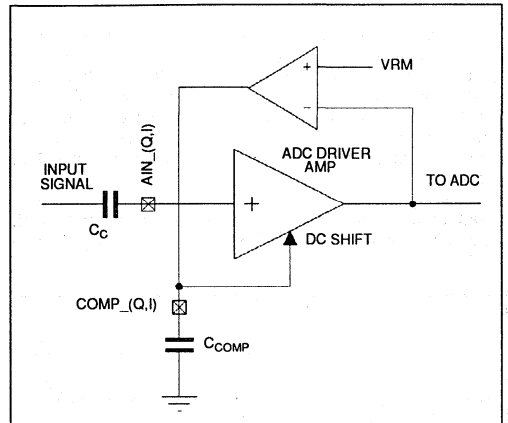 VRM
+
−
AIN_(Q,I)
ADC DRIVER
AMP
INPUT
SIGNAL
TO ADC
+
C_C
DC SHIFT
COMP_(Q,I)
C_COMP